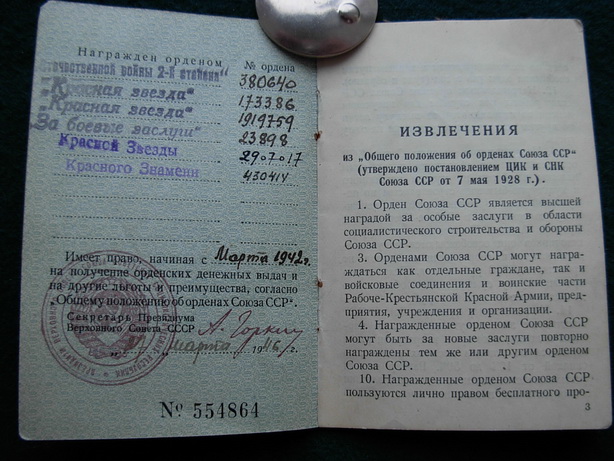 Награжден орденом № ордена
Отечественной войны 2-й степени" 380640
"Красная звезда" 173386
"Красная звезда" 1919759
"За боевые заслуги" 23898
Красной Звезды 2970717
Красного Знамени 430414
Имеет право, начиная с Марта 1942 г.
на получение орденских денежных выдач и
на другие льготы и преимущества, согласно
„Общему положению об орденах Союза ССР".
Секретарь Президиума
Верховного Совета СССР А. Горкин
марта 1946 г.
№ 554864
ИЗВЛЕЧЕНИЯ
из „Общего положения об орденах Союза ССР"
(утверждено постановлением ЦИК и СНК
Союза ССР от 7 мая 1928 г.).
1. Орден Союза ССР является высшей
наградой за особые заслуги в области
социалистического строительства и обороны
Союза ССР.
3. Орденами Союза ССР могут награ-
ждаться как отдельные граждане, так и
войсковые соединения и воинские части
Рабоче-Крестьянской Красной Армии, пред-
приятия, учреждения и организации.
4. Награжденные орденом Союза ССР
могут быть за новые заслуги повторно
награждены тем же или другим орденом
Союза ССР.
10. Награжденные орденом Союза ССР
пользуются лично правом бесплатного про-
3